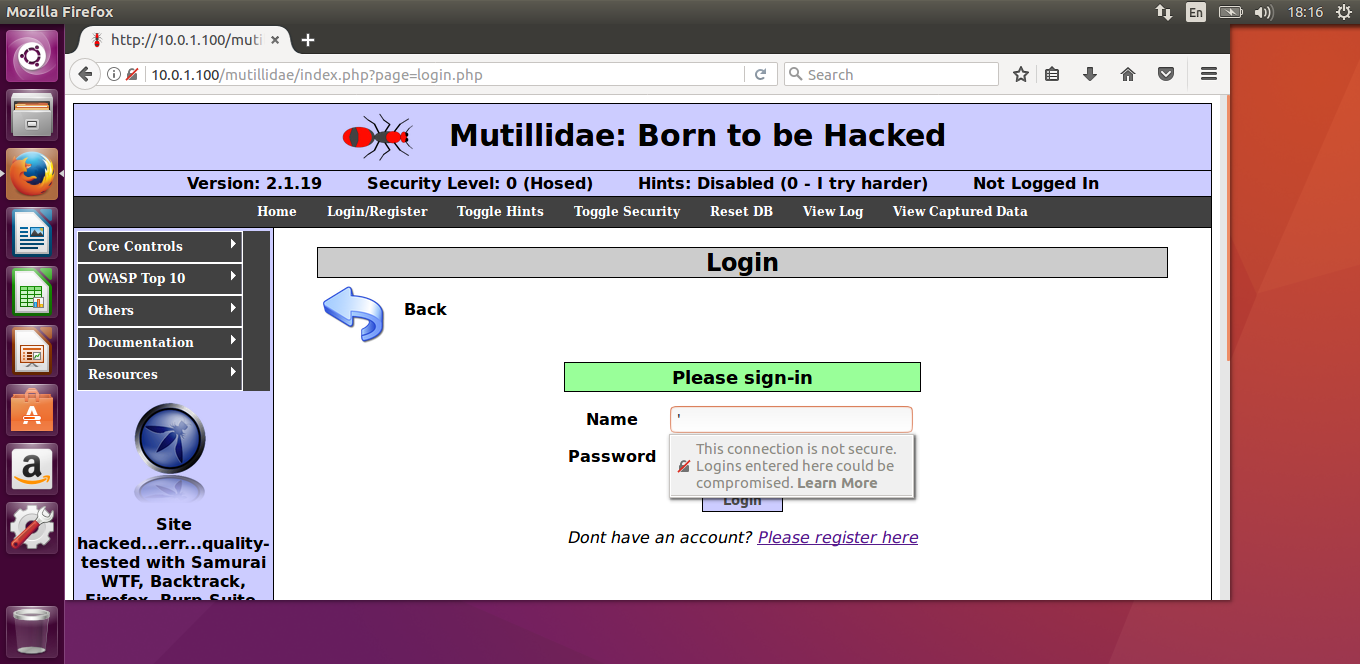 Mozilla Firefox
En
18:16
http://10.0.1.100/muti
10.0.1.100/mutillidae/index.php?page=login.php
Search
Mutillidae: Born to be Hacked
Version: 2.1.19 Security Level: 0 (Hosed) Hints: Disabled (0 - I try harder) Not Logged In
Home Login/Register Toggle Hints Toggle Security Reset DB View Log View Captured Data
Core Controls
OWASP Top 10
Others
Documentation
Resources
Site
hacked...err...quality-
tested with Samurai
WTF, Backtrack,
Firefox, Burp-Suite,
Login
Back
Please sign-in
Name '
Password
This connection is not secure.
Logins entered here could be
compromised. Learn More
Login
Dont have an account? Please register here